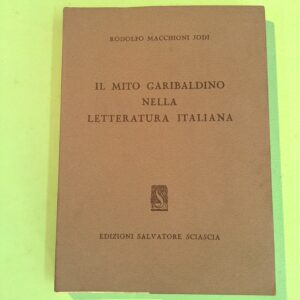 RODOLFO MACCHIONI JODI
IL MITO GARIBALDINO
NELLA
LETTERATURA ITALIANA
S
EDIZIONI SALVATORE SCIASCIA